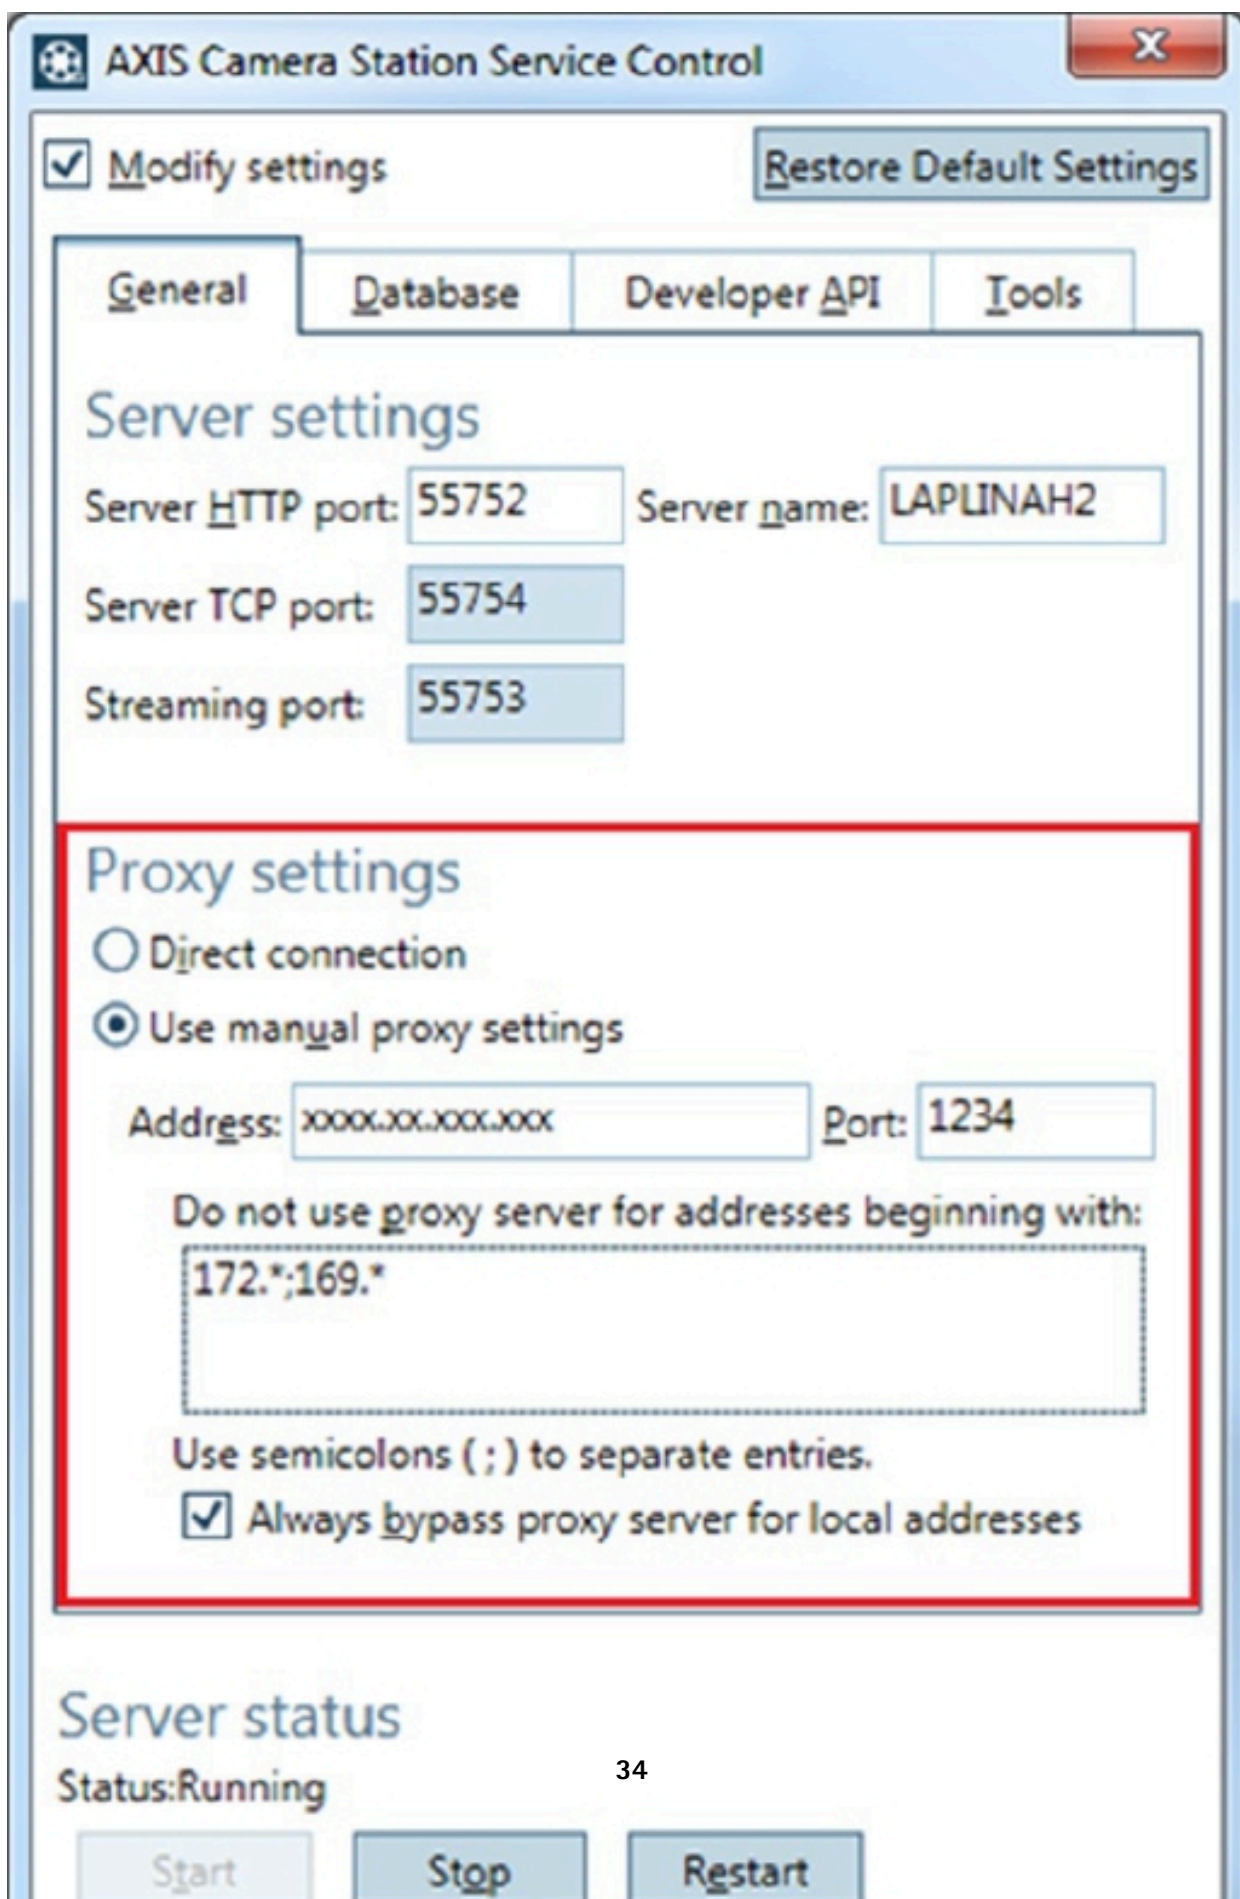 AXIS Camera Station Service Control
Modify settings
Restore Default Settings
General Database Developer API Tools
Server settings
Server HTTP port: 55752 Server name: LAPLINAH2
Server TCP port: 55754
Streaming port: 55753
Proxy settings
Direct connection
Use manual proxy settings
Address: xxxx.xx.xxx.xxx Port: 1234
Do not use proxy server for addresses beginning with:
172.*;169.*
Use semicolons ( ; ) to separate entries.
Always bypass proxy server for local addresses
Server status
34
Status:Running
Start Stop Restart